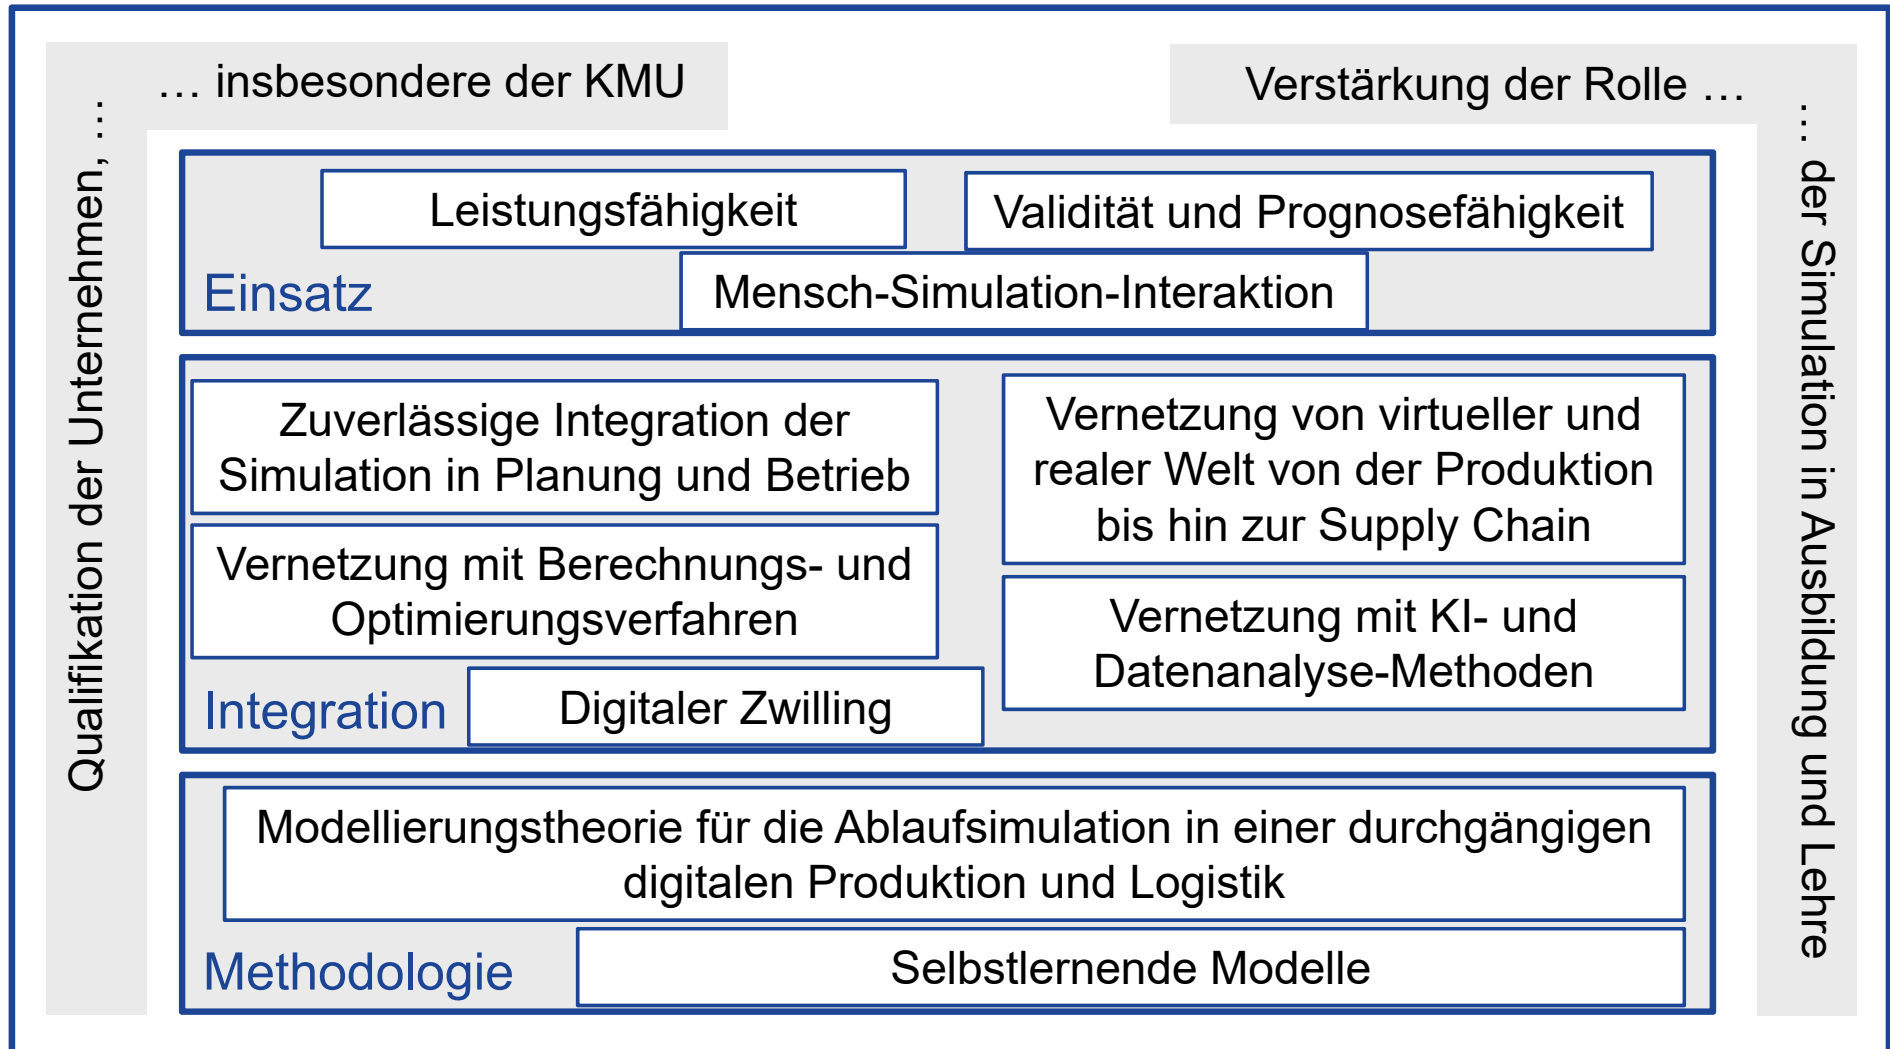 Qualifikation der Unternehmen, …
… insbesondere der KMU
Verstärkung der Rolle …
… der Simulation in Ausbildung und Lehre
Leistungsfähigkeit
Validität und Prognosefähigkeit
Mensch-Simulation-Interaktion
Einsatz
Zuverlässige Integration der
Simulation in Planung und Betrieb
Vernetzung von virtueller und
realer Welt von der Produktion
bis hin zur Supply Chain
Vernetzung mit Berechnungs- und
Optimierungsverfahren
Vernetzung mit KI- und
Datenanalyse-Methoden
Integration
Digitaler Zwilling
Modellierungstheorie für die Ablaufsimulation in einer durchgängigen
digitalen Produktion und Logistik
Methodologie
Selbstlernende Modelle